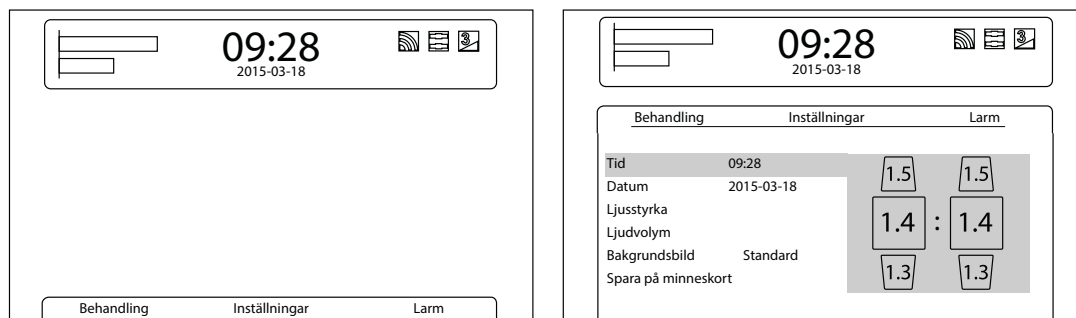 09:28
2015-03-18
3
Behandling Inställningar Larm
09:28
2015-03-18
3
Behandling Inställningar Larm
Tid 09:28
Datum 2015-03-18
Ljusstyrka
Ljudvolym
Bakgrundsbild Standard
Spara på minneskort
1.5 1.5
1.4 : 1.4
1.3 1.3